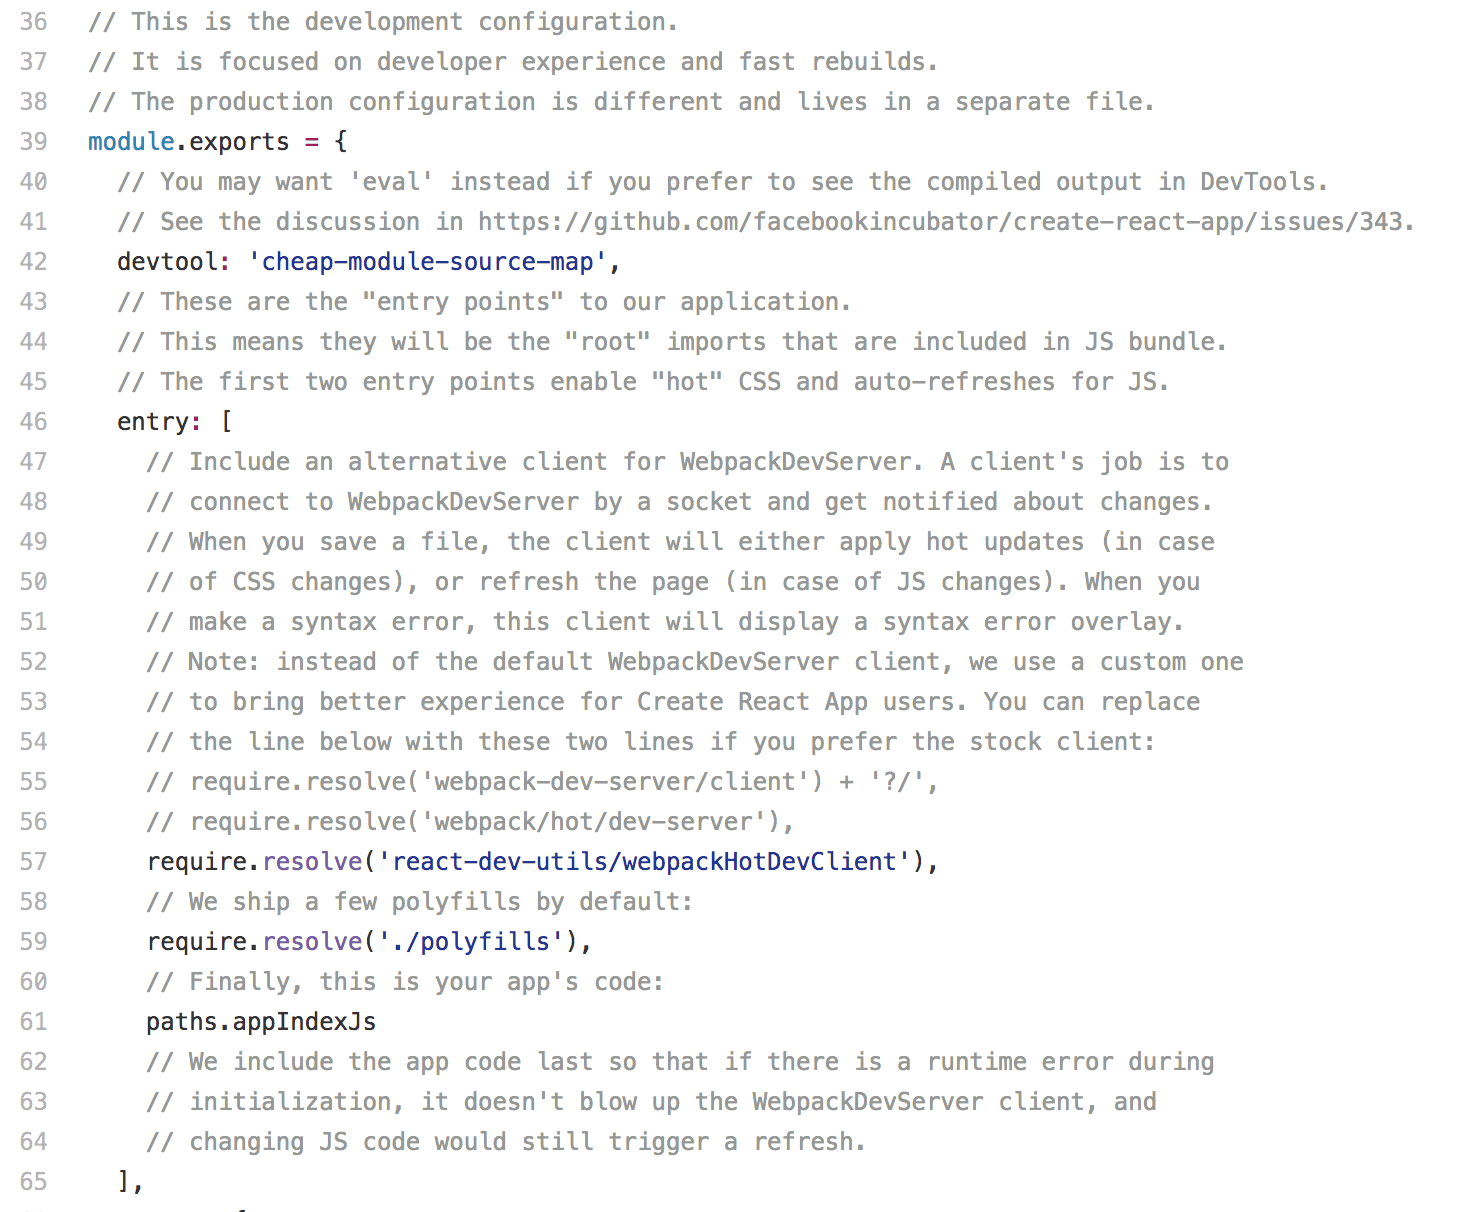 36 // This is the development configuration.
37 // It is focused on developer experience and fast rebuilds.
38 // The production configuration is different and lives in a separate file.
39 module.exports = {
40 // You may want 'eval' instead if you prefer to see the compiled output in DevTools.
41 // See the discussion in https://github.com/facebookincubator/create-react-app/issues/343.
42 devtool: 'cheap-module-source-map',
43 // These are the "entry points" to our application.
44 // This means they will be the "root" imports that are included in JS bundle.
45 // The first two entry points enable "hot" CSS and auto-refreshes for JS.
46 entry: [
47 // Include an alternative client for WebpackDevServer. A client's job is to
48 // connect to WebpackDevServer by a socket and get notified about changes.
49 // When you save a file, the client will either apply hot updates (in case
50 // of CSS changes), or refresh the page (in case of JS changes). When you
51 // make a syntax error, this client will display a syntax error overlay.
52 // Note: instead of the default WebpackDevServer client, we use a custom one
53 // to bring better experience for Create React App users. You can replace
54 // the line below with these two lines if you prefer the stock client:
55 // require.resolve('webpack-dev-server/client') + '?/',
56 // require.resolve('webpack/hot/dev-server'),
57 require.resolve('react-dev-utils/webpackHotDevClient'),
58 // We ship a few polyfills by default:
59 require.resolve('./polyfills'),
60 // Finally, this is your app's code:
61 paths.appIndexJs
62 // We include the app code last so that if there is a runtime error during
63 // initialization, it doesn't blow up the WebpackDevServer client, and
64 // changing JS code would still trigger a refresh.
65 ],